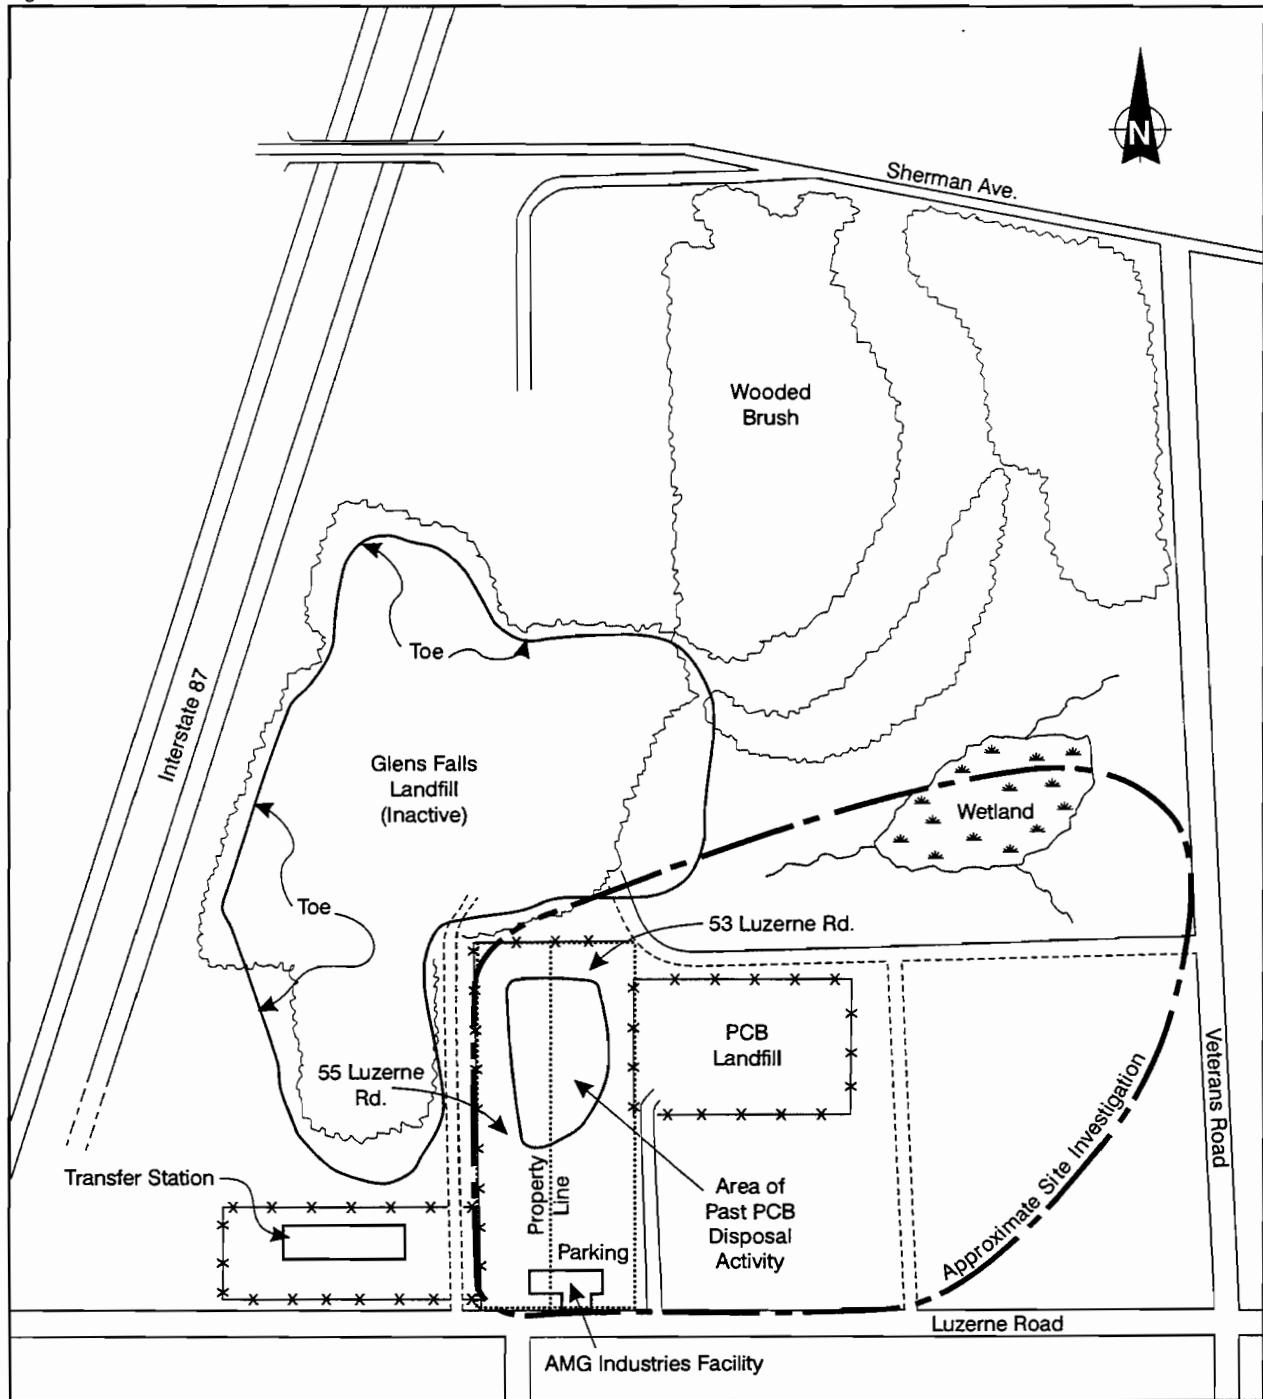 N
Sherman Ave.
Wooded
Brush
Toe
Interstate 87
Glens Falls
Landfill
(Inactive)
Wetland
Toe
53 Luzerne Rd.
PCB
Landfill
55 Luzerne
Rd.
Veterans Road
Transfer Station
Property
Line
Area of
Past PCB
Disposal
Activity
Approximate Site Investigation
Parking
Luzerne Road
AMG Industries Facility